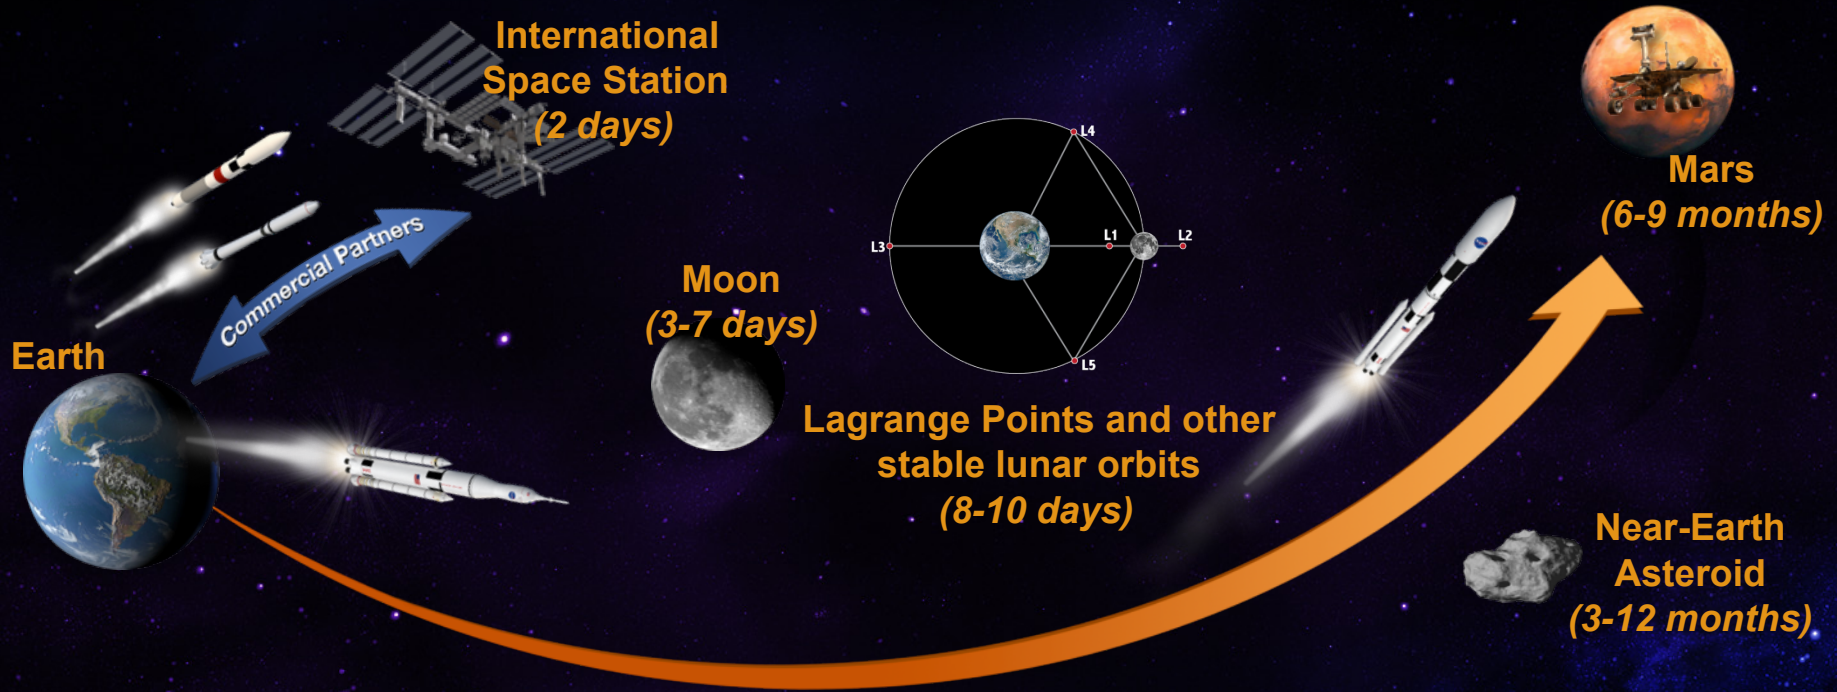 International
Space Station
(2 days)
Commercial Partners
Earth
Moon
(3-7 days)
L4
L3
L1
L2
L5
Lagrange Points and other
stable lunar orbits
(8-10 days)
Mars
(6-9 months)
Near-Earth
Asteroid
(3-12 months)